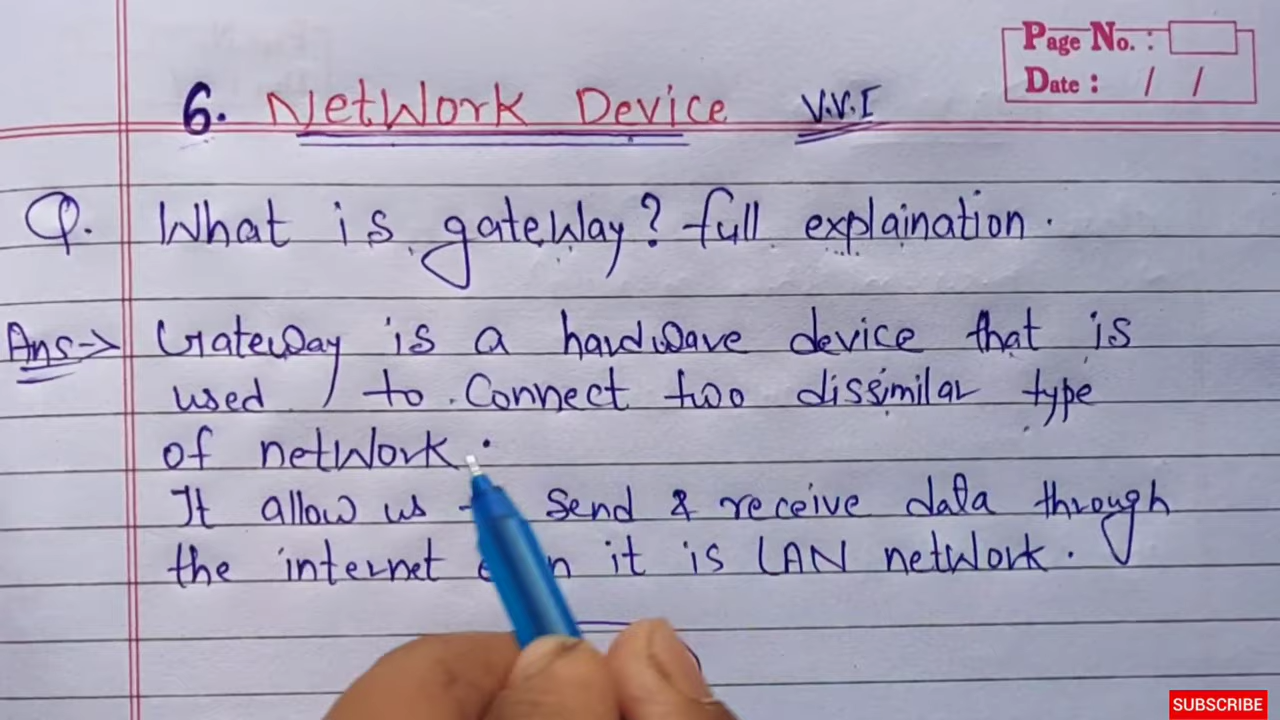 Page No.:
Date : / /
6. Network Device V.V.I
Q. What is gateway? full explaination.
Ans-> Gateway is a hardware device that is
used to connect two dissimilar type
of network.
It allow us send & receive data through
the internet it is LAN network.
SUBSCRIBE